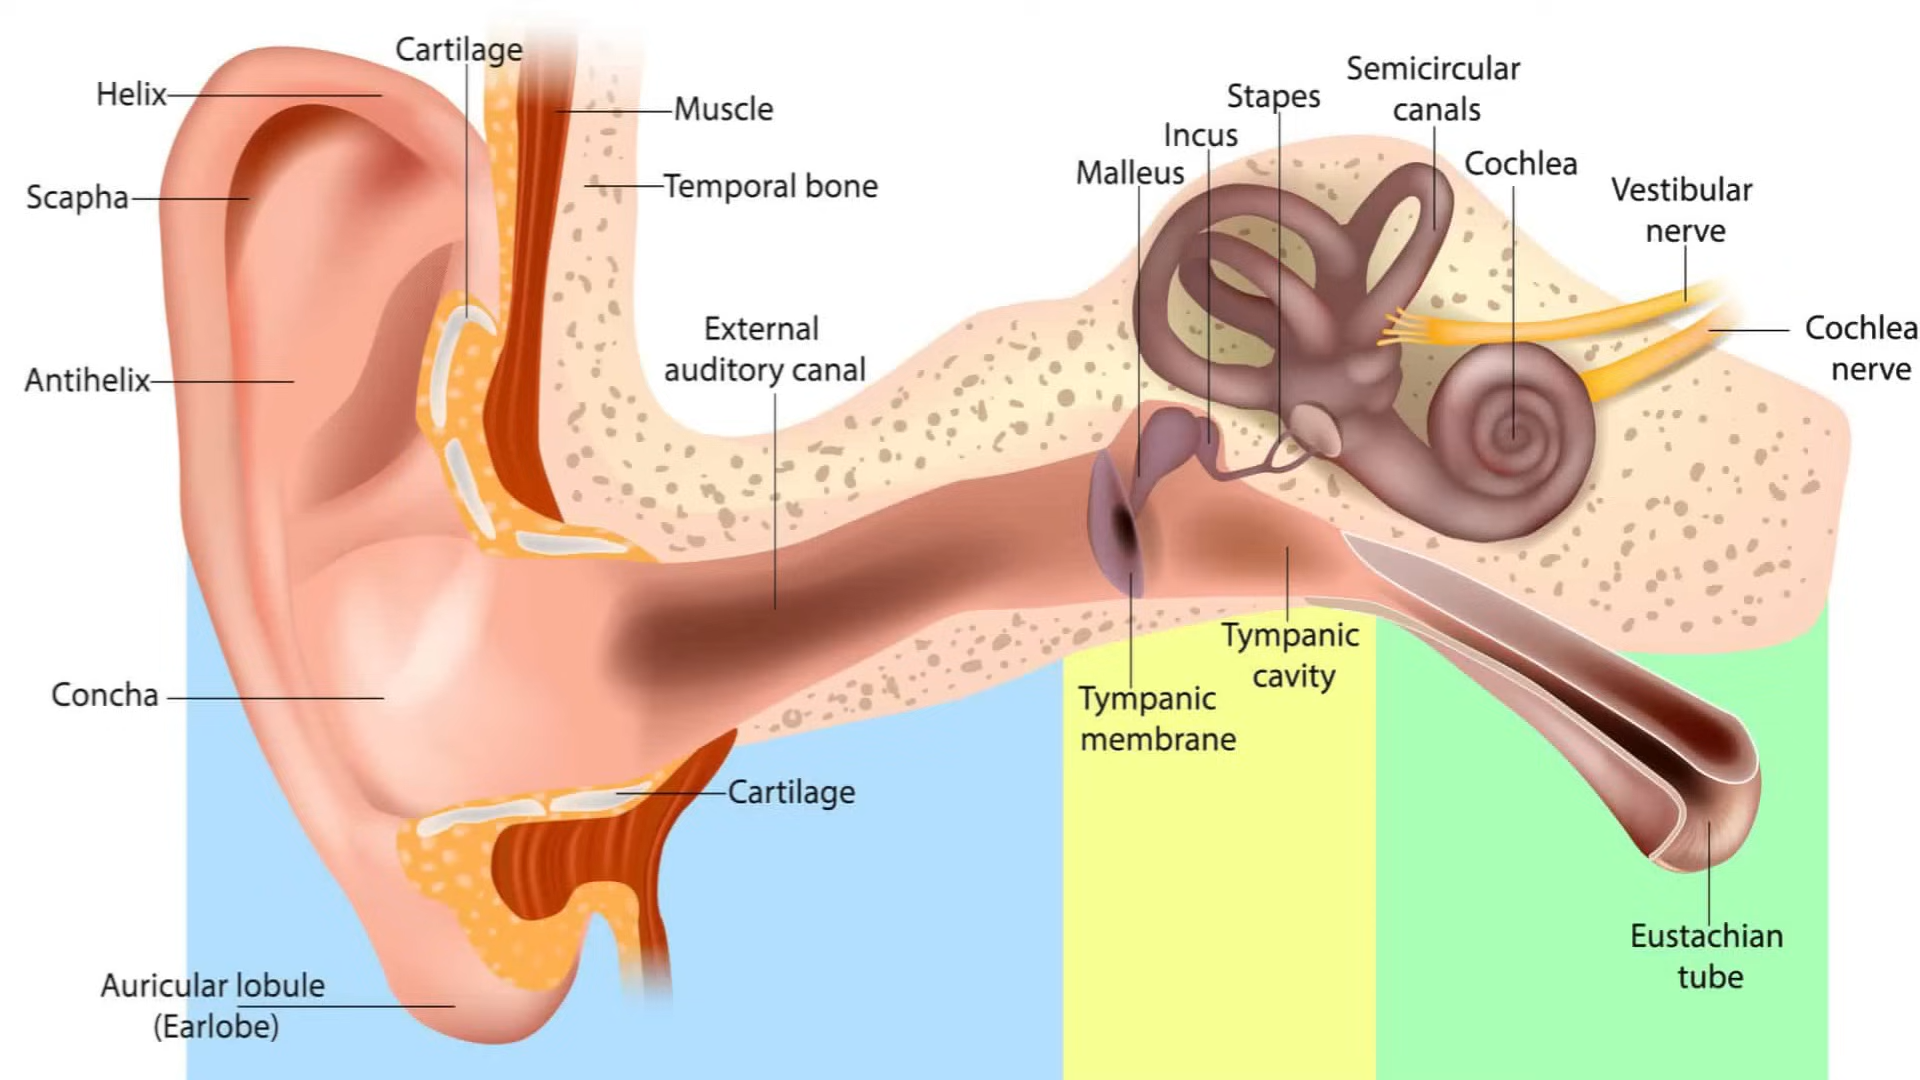 Cartilage
Helix
Muscle
Scapha
Temporal bone
Antihelix
External
auditory canal
Concha
Cartilage
Auricular lobule
(Earlobe)
Malleus
Incus
Stapes
Semicircular
canals
Cochlea
Vestibular
nerve
Cochlea
nerve
Tympanic
cavity
Tympanic
membrane
Eustachian
tube